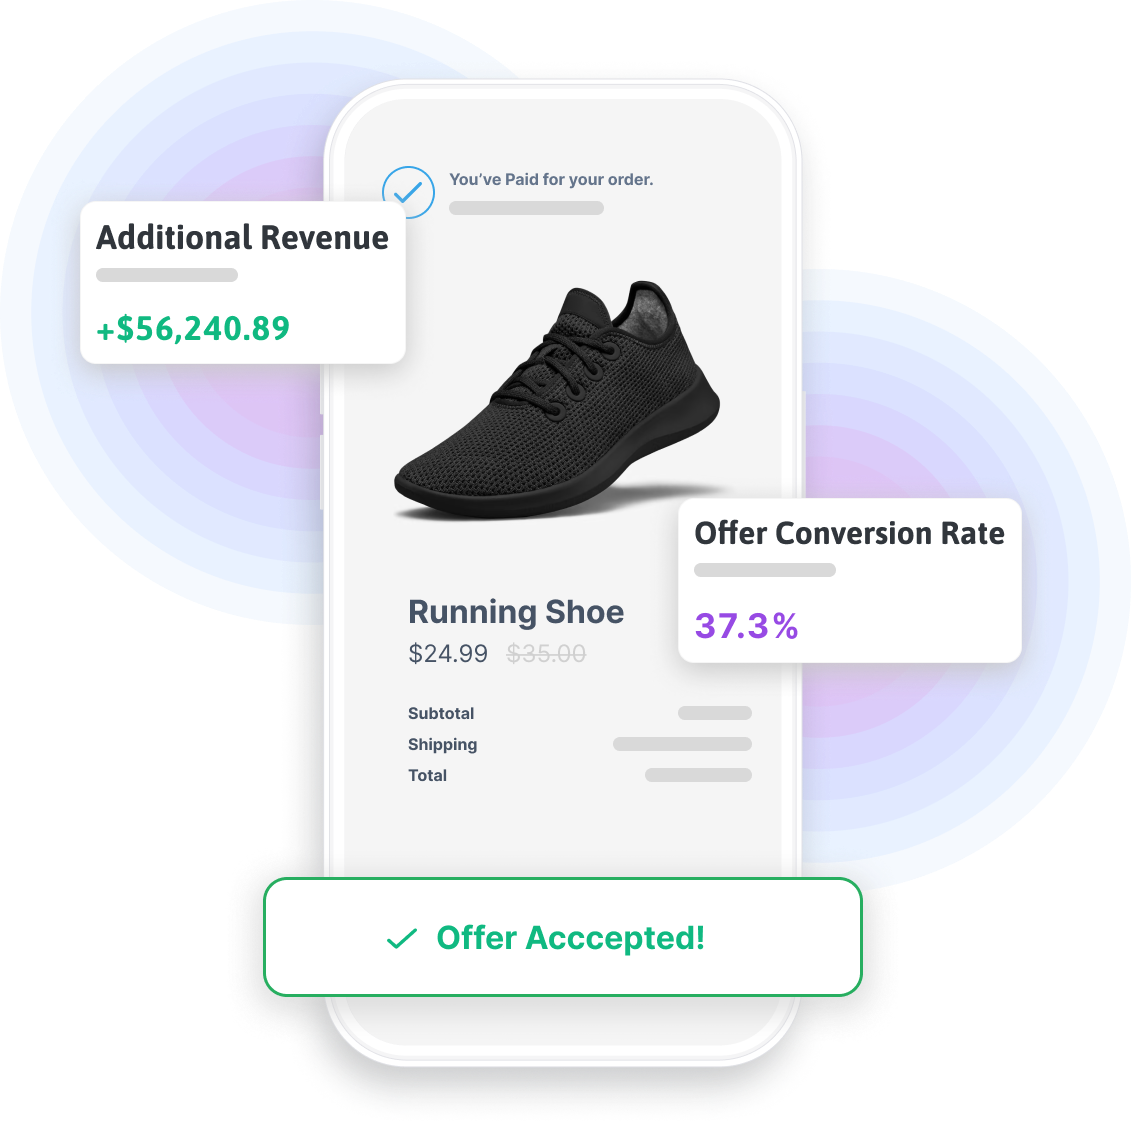 You’ve Paid for your order.
Additional Revenue
+$56,240.89
Offer Conversion Rate
37.3%
Running Shoe
$24.99 $35.00
Subtotal
Shipping
Total
Offer Acccepted!